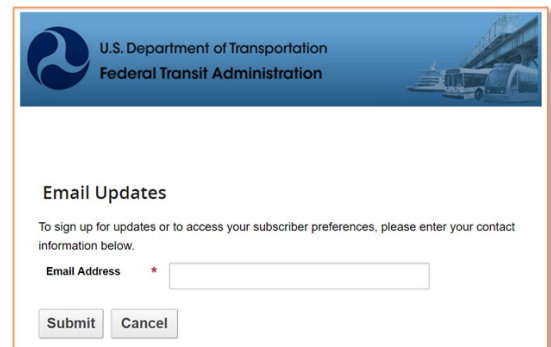 U.S. Department of Transportation
Federal Transit Administration
Email Updates
To sign up for updates or to access your subscriber preferences, please enter your contact
information below.
Email Address *
Submit Cancel